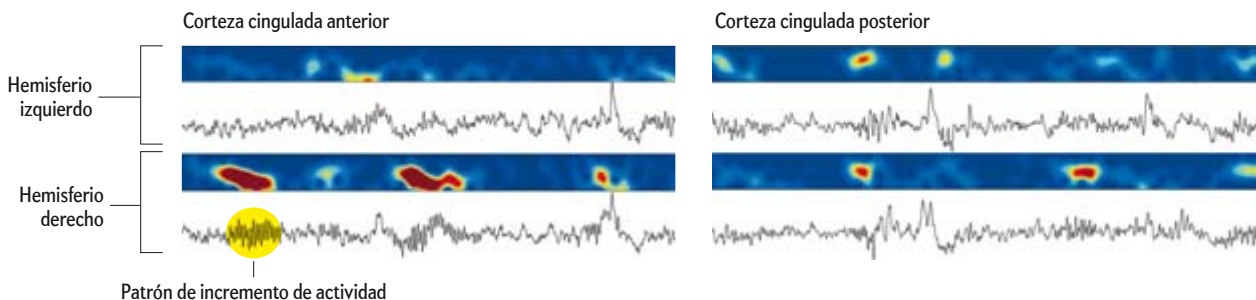 Corteza cingulada anterior
Corteza cingulada posterior
Hemisferio
izquierdo
Hemisferio
derecho
Patrón de incremento de actividad